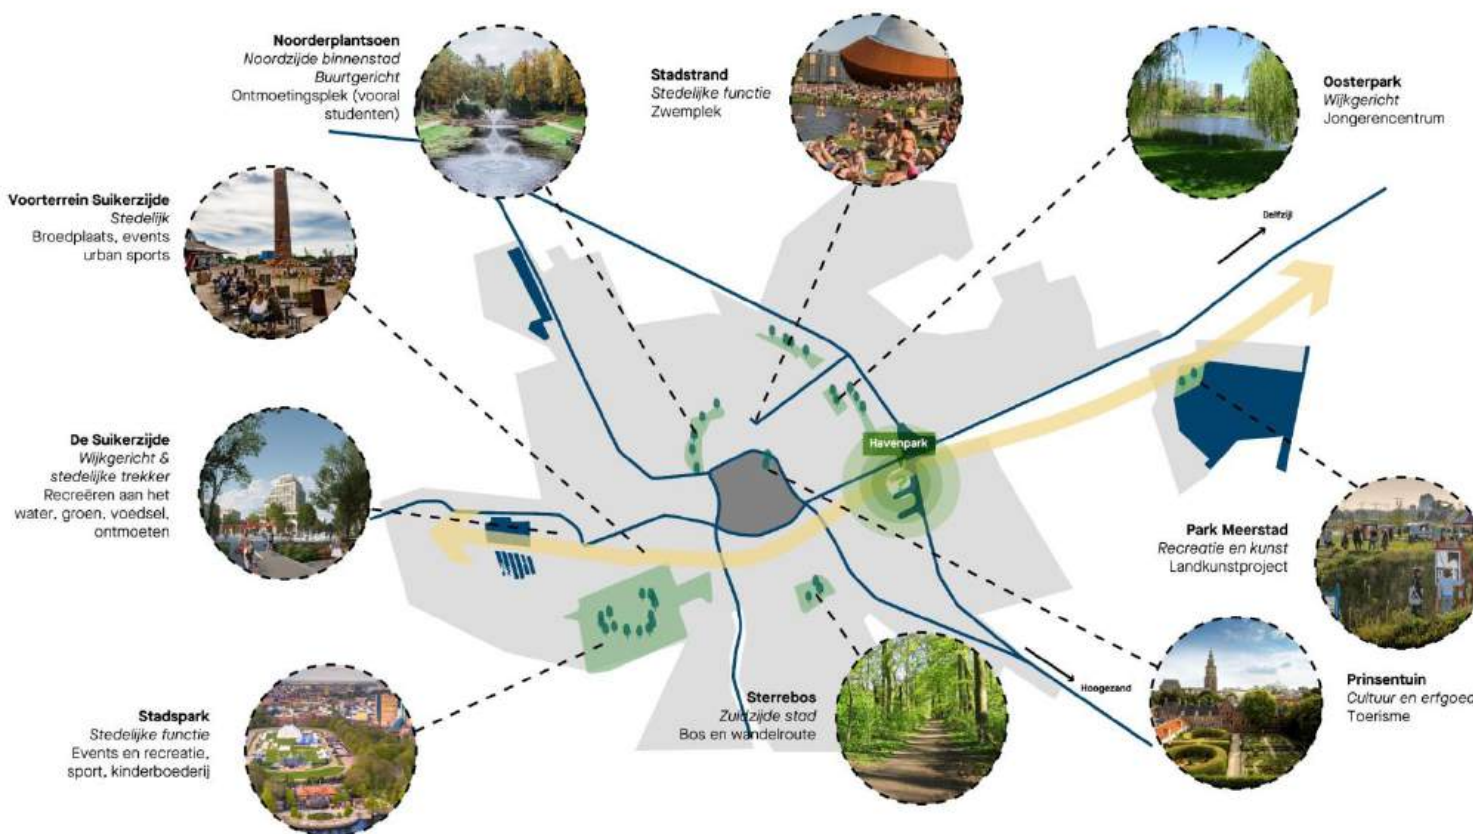 Noorderplantsoen
Noordzijde binnenstad
Buurtgericht
Ontmoetingsplek (vooral
studenten)
Stadstrand
Stedelijke functie
Zwemplek
Oosterpark
Wijkgericht
Jongerencentrum
Voorterrein Suikerzijde
Stedelijk
Broedplaats, events
urban sports
Delfzijl
De Suikerzijde
Wijkgericht &
stedelijke trekker
Recreëren aan het
water, groen, voedsel,
ontmoeten
Havenpark
Park Meerstad
Recreatie en kunst
Landkunstproject
Stadspark
Stedelijke functie
Events en recreatie,
sport, kinderboederij
Sterrebos
Zuidzijde stad
Bos en wandelroute
Hoogezand
Prinsentuin
Cultuur en erfgoed
Toerisme